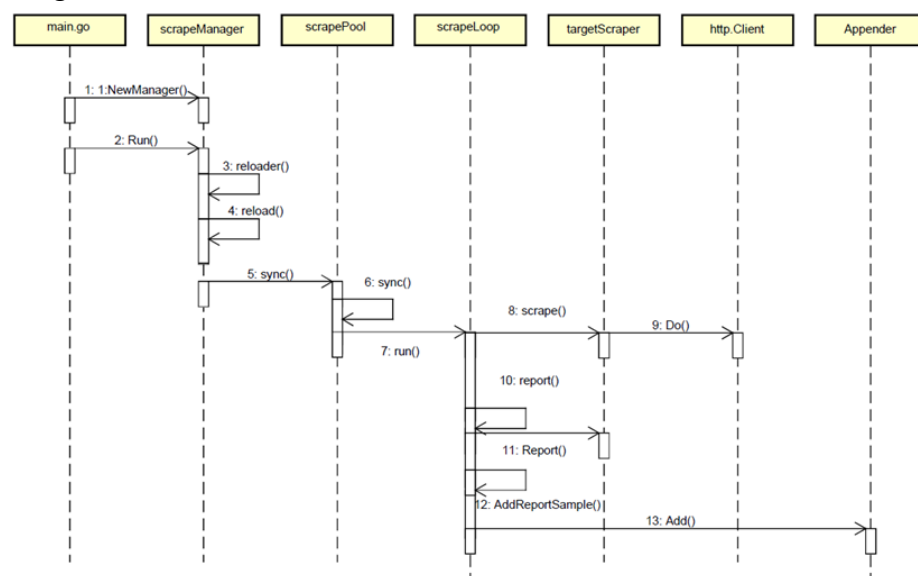 main.go
scrapeManager
scrapePool
scrapeLoop
targetScraper
http.Client
Appender
1: 1:NewManager()
2: Run()
3: reloader()
4: reload()
5: sync()
6: sync()
7: run()
8: scrape()
9: Do()
10: report()
11: Report()
12: AddReportSample()
13: Add()